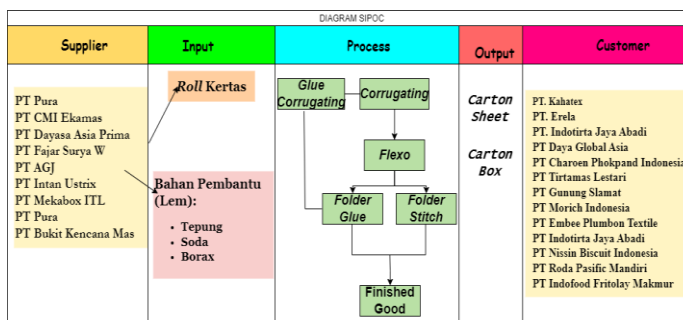 DIAGRAM SIPOC
Supplier
Input
Process
Output
Customer
PT Pura
PT CMI Ekamas
PT Dayasa Asia Prima
PT Fajar Surya W
PT AGJ
PT Intan Ustrix
PT Mekabox ITL
PT Pura
PT Bukit Kencana Mas
Roll Kertas
Bahan Pembantu
(Lem):
• Tepung
• Soda
• Borax
Glue
Corrugating
Corrugating
Flexo
Folder
Glue
Folder
Stitch
Finished
Good
Carton
Sheet
Carton
Box
PT. Kahatex
PT. Erela
PT. Indotirta Jaya Abadi
PT Daya Global Asia
PT Charoen Phokpand Indonesia
PT Tirtamas Lestari
PT Gunung Slamat
PT Morich Indonesia
PT Embee Plumbon Textile
PT Indotirta Jaya Abadi
PT Nissin Biscuit Indonesia
PT Roda Pasific Mandiri
PT Indofood Fritolay Makmur